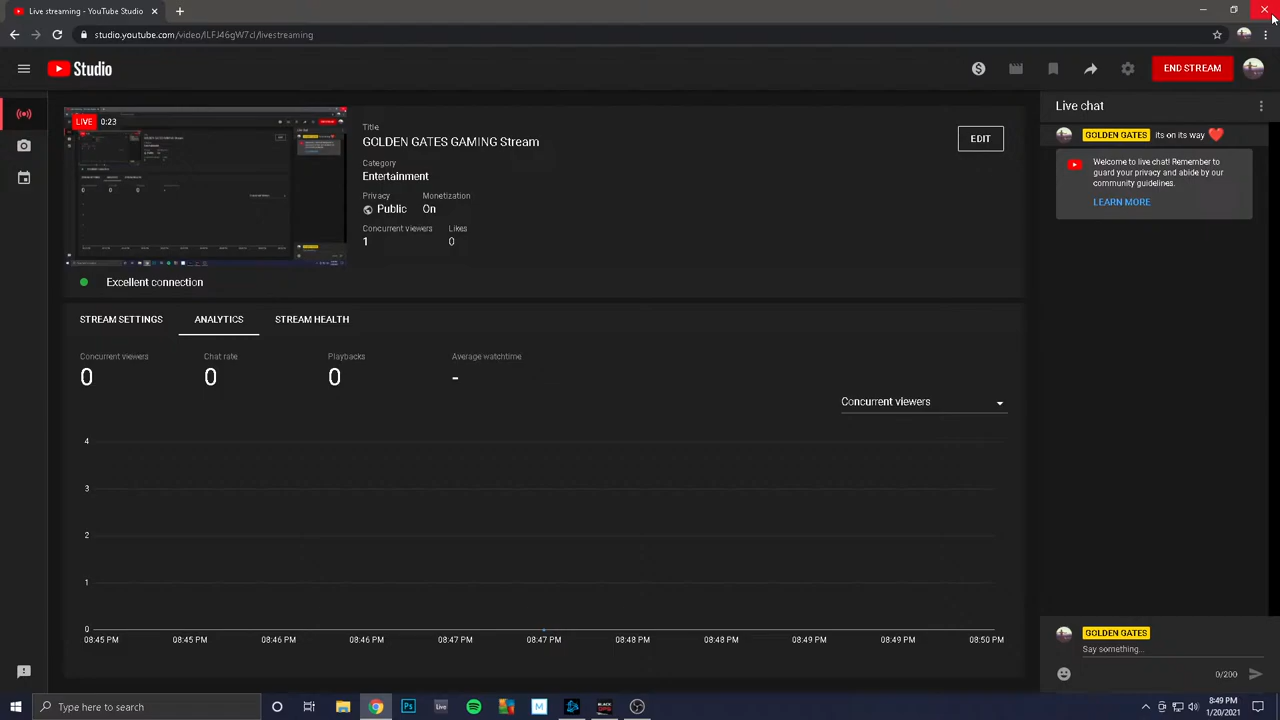 Live streaming - YouTube Studio
studio.youtube.com/video/lLFJ46gW7cI/livestreaming
Studio
END STREAM
LIVE 0:23
Title
GOLDEN GATES GAMING Stream
EDIT
Category
Entertainment
Privacy Monetization
Public On
Concurrent viewers Likes
1 0
Excellent connection
STREAM SETTINGS ANALYTICS STREAM HEALTH
Concurrent viewers Chat rate Playbacks Average watchtime
0 0 0 -
Concurrent viewers
4
3
2
1
0
08:45 PM 08:45 PM 08:46 PM 08:46 PM 08:47 PM 08:47 PM 08:48 PM 08:48 PM 08:49 PM 08:49 PM 08:50 PM
Live chat
GOLDEN GATES its on its way ❤️
Welcome to live chat! Remember to
guard your privacy and abide by our
community guidelines.
LEARN MORE
GOLDEN GATES
Say something...
0/200
Type here to search
Ps
Live
M
8:49 PM
1/20/2021